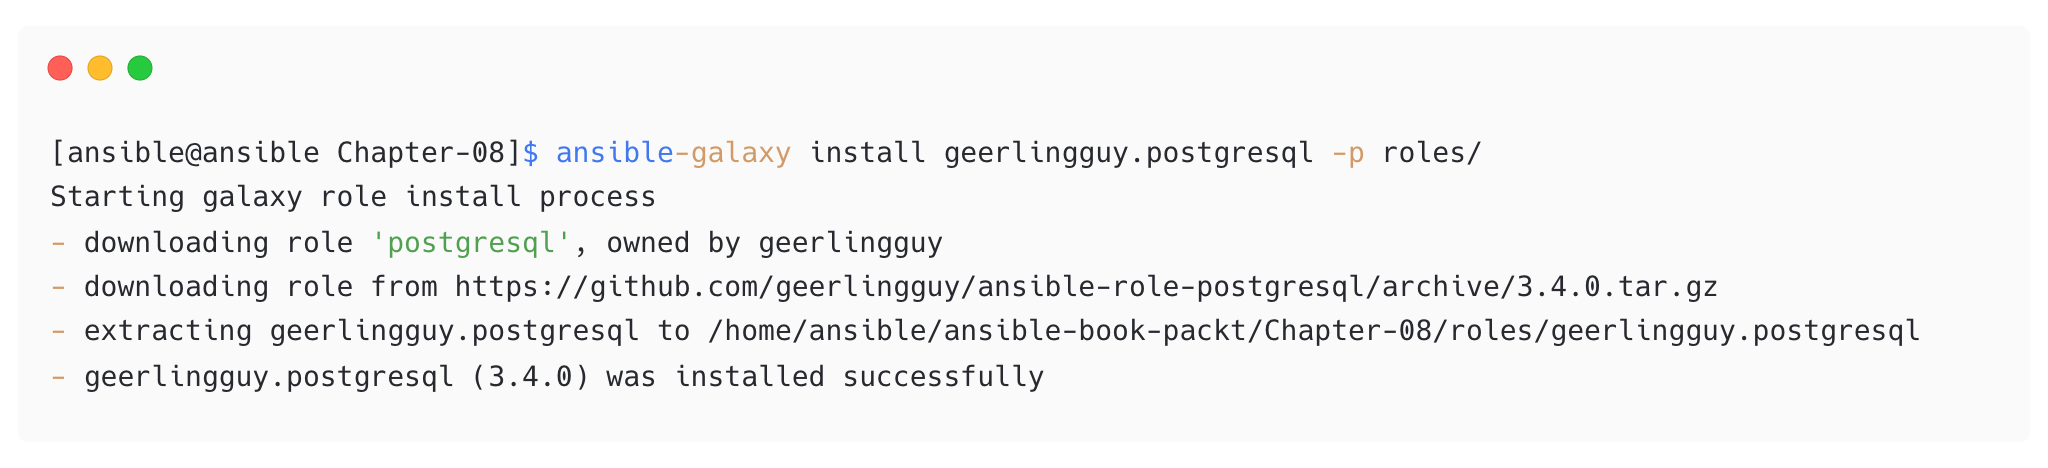 [ansible@ansible Chapter-08]$ ansible-galaxy install geerlingguy.postgresql -p roles/
Starting galaxy role install process
- downloading role 'postgresql', owned by geerlingguy
- downloading role from https://github.com/geerlingguy/ansible-role-postgresql/archive/3.4.0.tar.gz
- extracting geerlingguy.postgresql to /home/ansible/ansible-book-packt/Chapter-08/roles/geerlingguy.postgresql
- geerlingguy.postgresql (3.4.0) was installed successfully